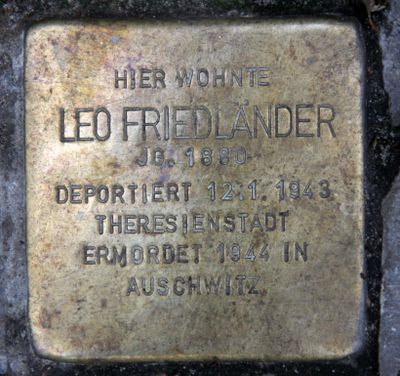 HIER WOHNTE
LEO FRIEDLÄNDER
JG. 1880
DEPORTIERT 12.1.1943
THERESIENSTADT
ERMORDET 1944 IN
AUSCHWITZ